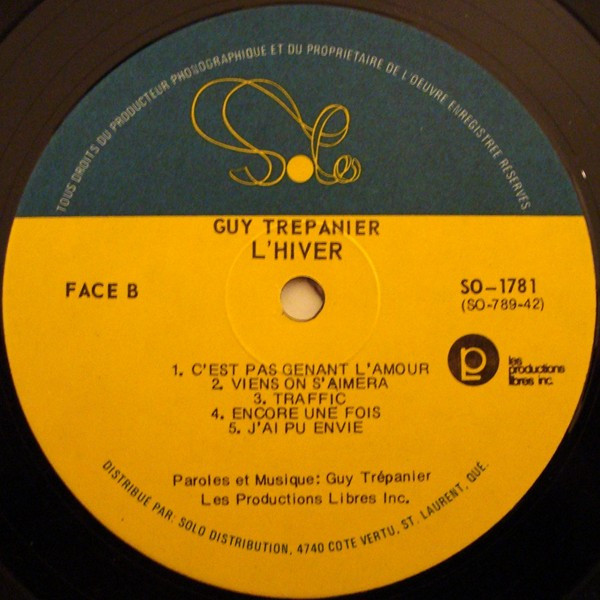 TOUS DROITS DU PRODUCTEUR PHONOGRAPHIQUE ET DU PROPRIETAIRE DE L'OEUVRE ENREGISTREE RÉSERVÉS
Solo
GUY TREPANIER
L'HIVER
FACE B
SO-1781
(SO-789-42)
1. C'EST PAS GENANT L'AMOUR
2. VIENS ON S'AIMERA
3. TRAFFIC
4. ENCORE UNE FOIS
5. J'AI PU ENVIE
les
productions
libres inc.
Paroles et Musique: Guy Trépanier
Les Productions Libres Inc.
DISTRIBUÉ PAR: SOLO DISTRIBUTION, 4740 COTE VERTU, ST. LAURENT, QUÉ.